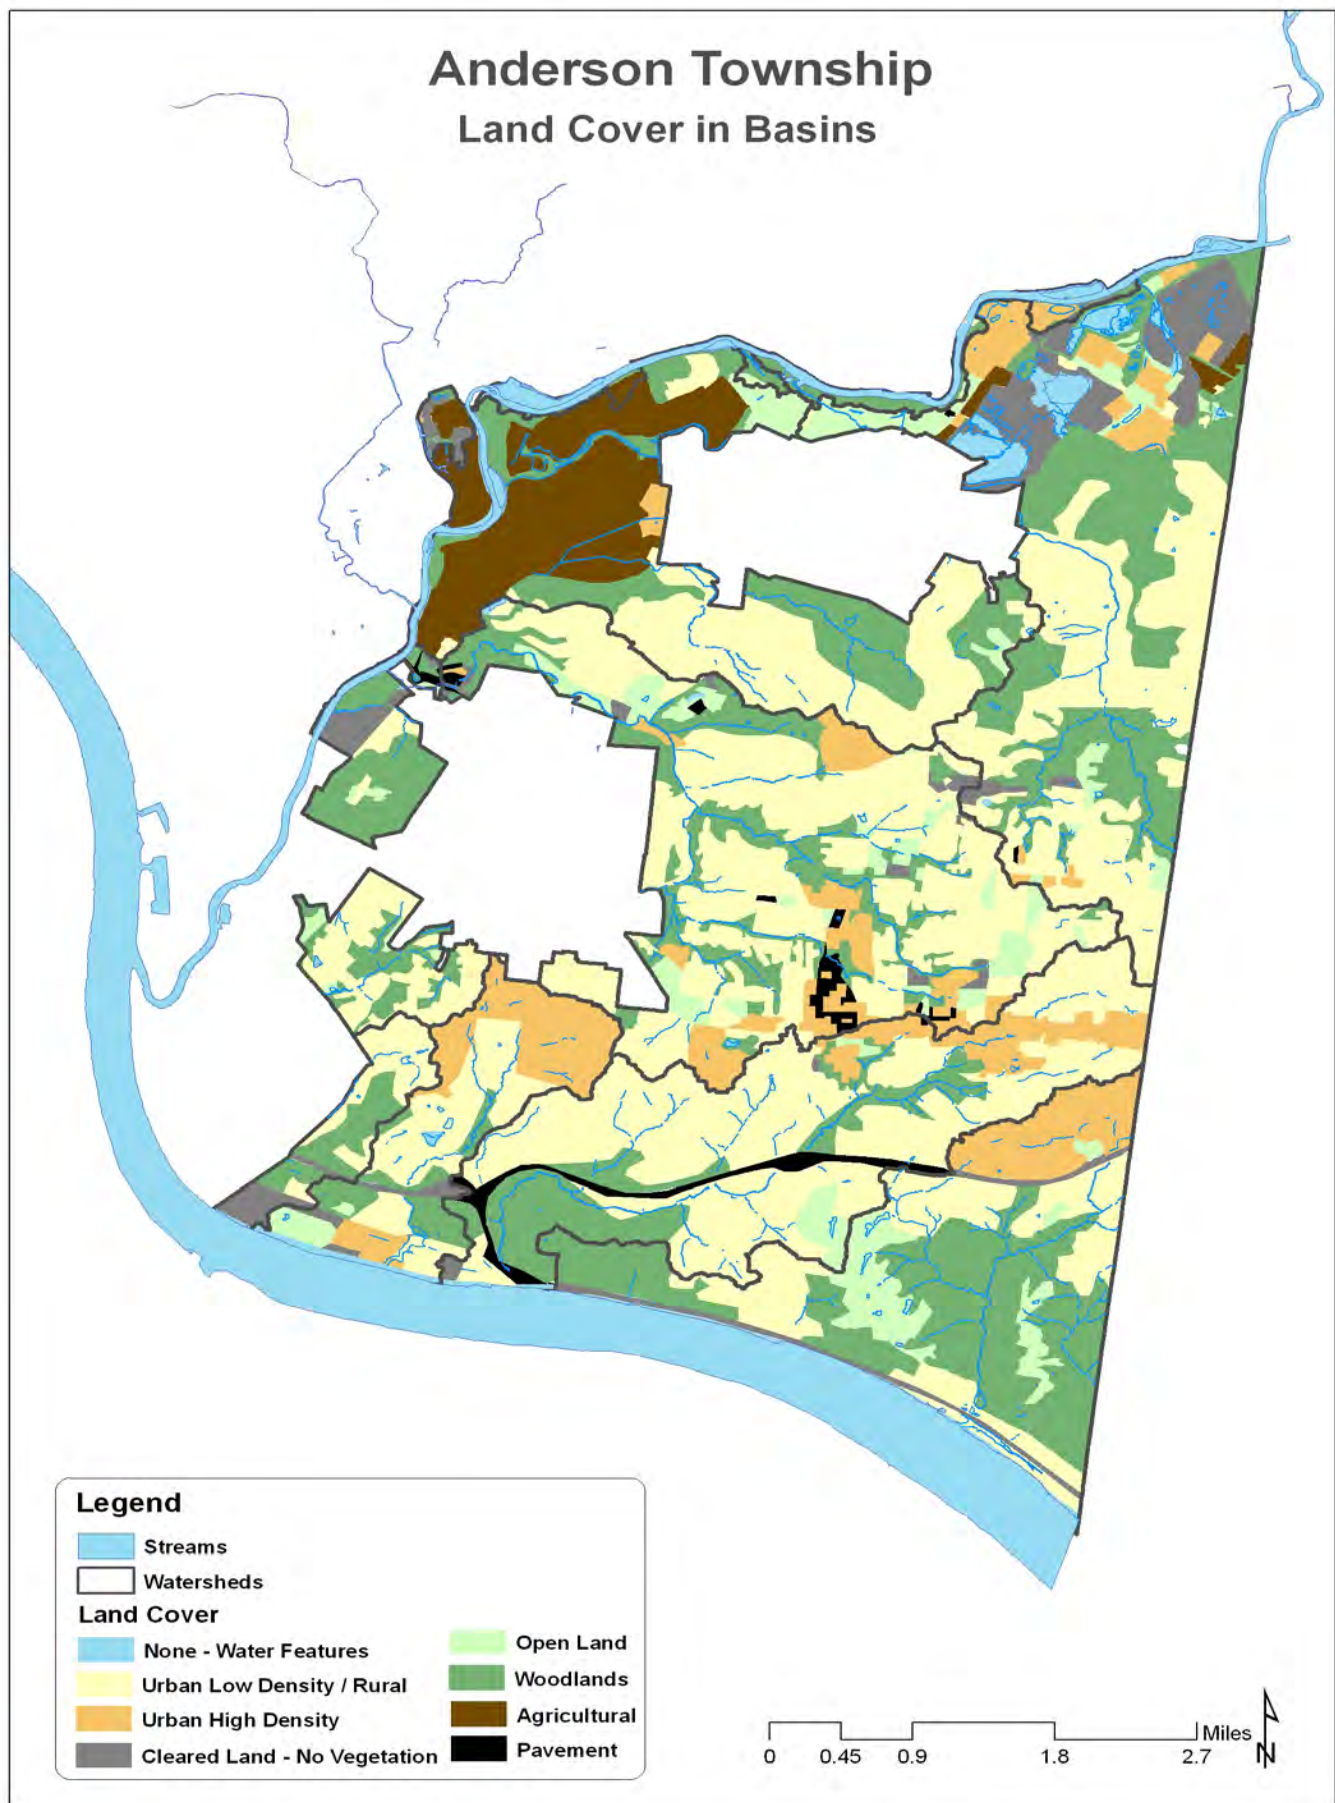 Anderson Township
Land Cover in Basins
Legend
Streams
Watersheds
Land Cover
None - Water Features
Urban Low Density / Rural
Urban High Density
Cleared Land - No Vegetation
Open Land
Woodlands
Agricultural
Pavement
Miles
0 0.45 0.9 1.8 2.7
N